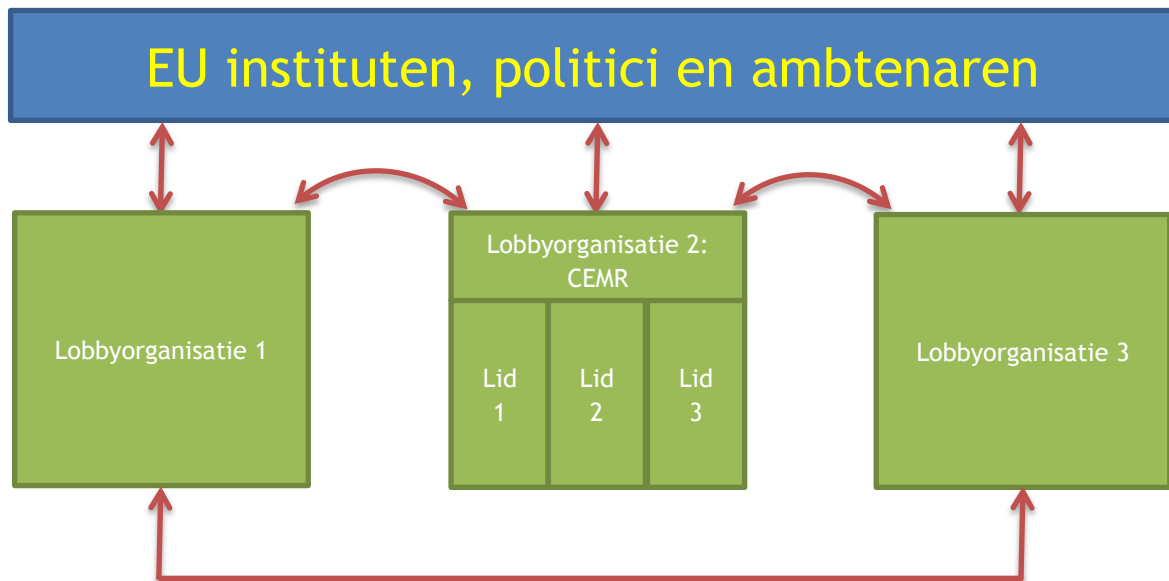 EU instituten, politici en ambtenaren
Lobbyorganisatie 1
Lobbyorganisatie 2:
CEMR
Lid
1
Lid
2
Lid
3
Lobbyorganisatie 3